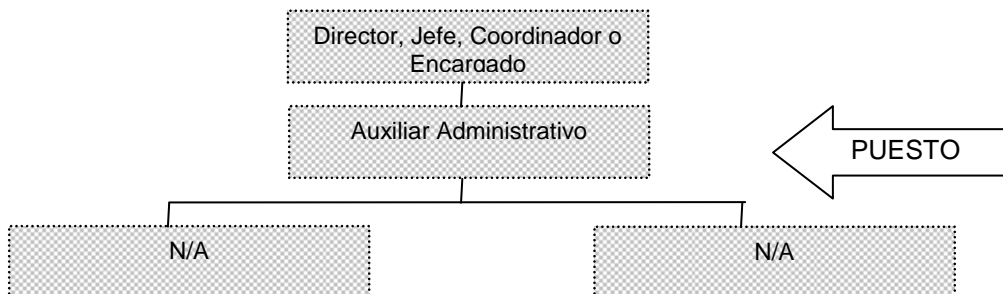 Director, Jefe, Coordinador o
Encargado
Auxiliar Administrativo
PUESTO
N/A
N/A